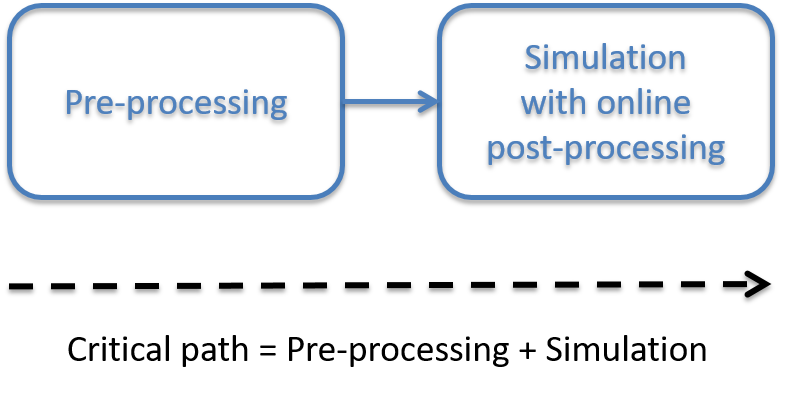 Pre-processing
Simulation
with online
post-processing
Critical path = Pre-processing + Simulation